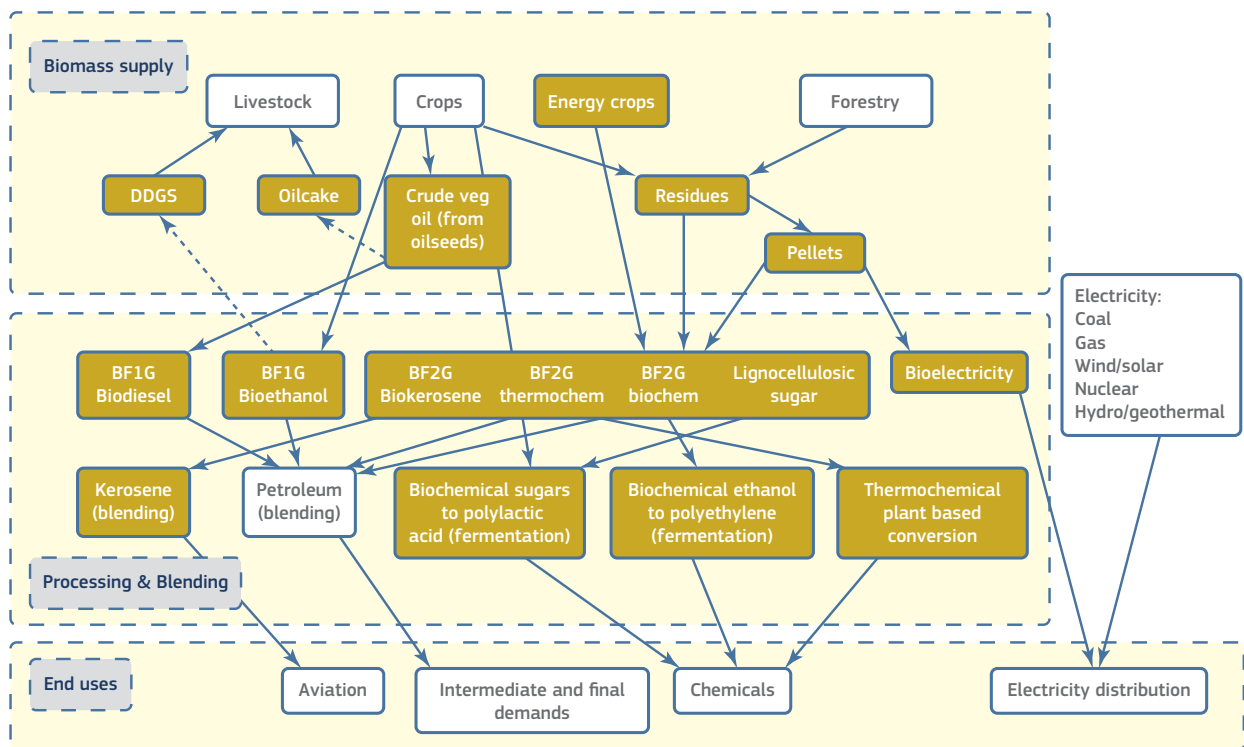 Biomass supply
Livestock
Crops
Energy crops
Forestry
DDGS
Oilcake
Crude veg
oil (from
oilseeds)
Residues
Pellets
Electricity:
Coal
Gas
Wind/solar
Nuclear
Hydro/geothermal
BF1G
Biodiesel
BF1G
Bioethanol
BF2G
Biokerosene
BF2G
thermochem
BF2G
biochem
Lignocellulosic
sugar
Bioelectricity
Kerosene
(blending)
Petroleum
(blending)
Biochemical sugars
to polylactic
acid (fermentation)
Biochemical ethanol
to polyethylene
(fermentation)
Thermochemical
plant based
conversion
Processing & Blending
End uses
Aviation
Intermediate and final
demands
Chemicals
Electricity distribution